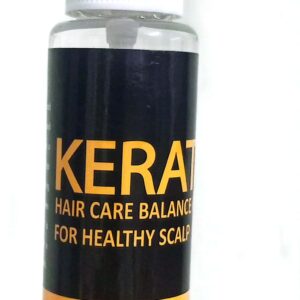 KERAT
HAIR CARE BALANCE
FOR HEALTHY SCALP